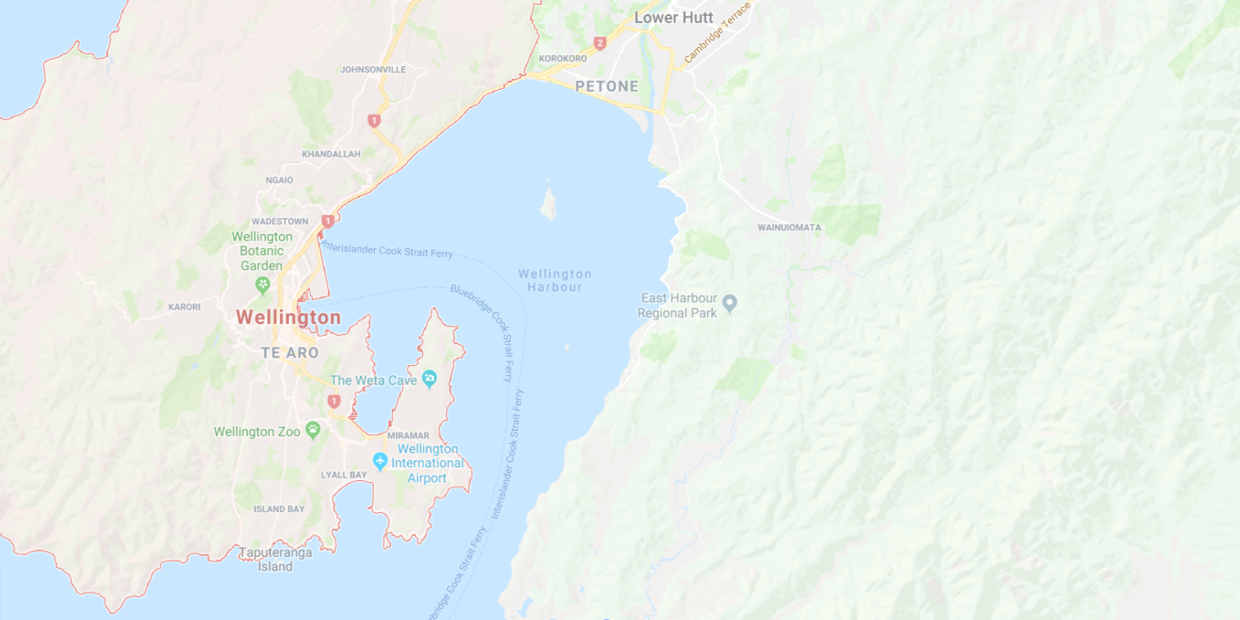 Lower Hutt
Cambridge Terrace
2
KOROKORO
JOHNSONVILLE
PETONE
1
KHANDALLAH
NGAIO
WADESTOWN
1
Wellington
Botanic
Garden
Interislander Cook Strait Ferry
WAINUIOMATA
Wellington
Harbour
Bluebridge Cook Strait Ferry
East Harbour
Regional Park
KARORI
Wellington
TE ARO
The Weta Cave
1
Wellington Zoo
MIRAMAR
Wellington
International
Airport
LYALL BAY
Interislander Cook Strait Ferry
ISLAND BAY
Taputeranga
Island
bridge Cook Strait Ferry